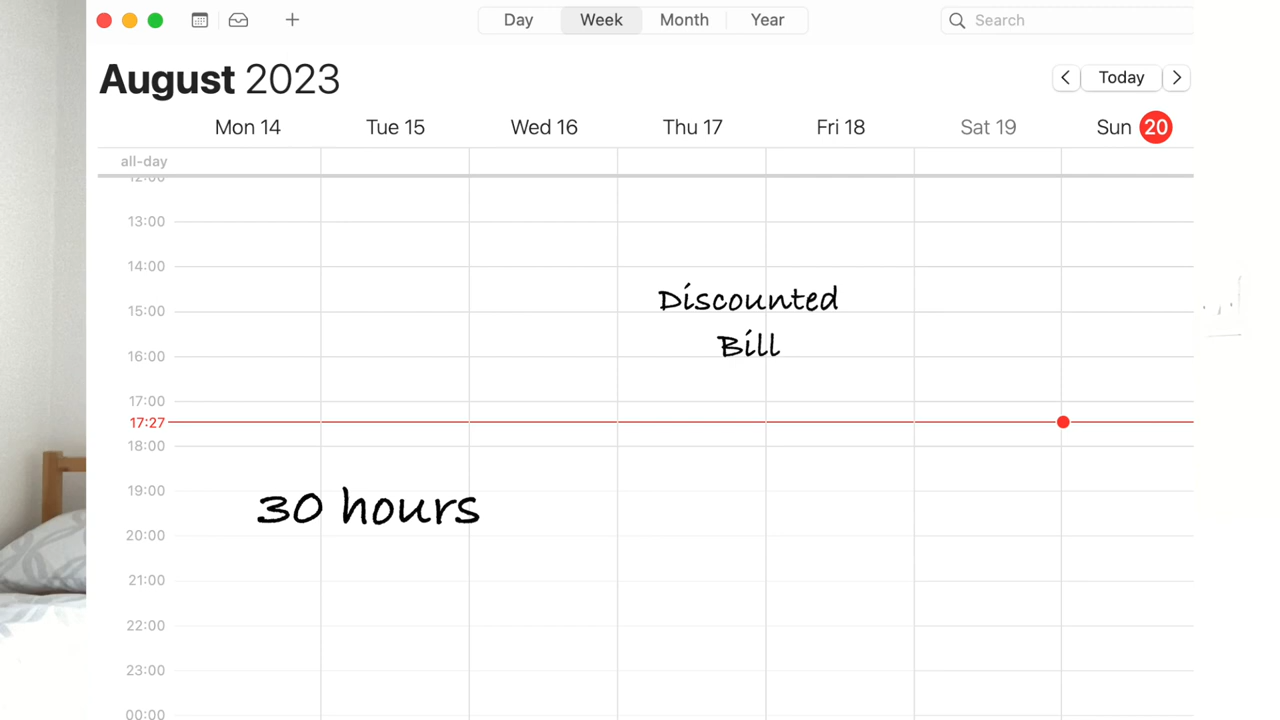 Day Week Month Year Search
August 2023
Today
Mon 14 Tue 15 Wed 16 Thu 17 Fri 18 Sat 19 Sun 20
all-day
12:00
13:00
14:00
Discounted
15:00
Bill
16:00
17:00
17:27
18:00
19:00
30 hours
20:00
21:00
22:00
23:00
00:00